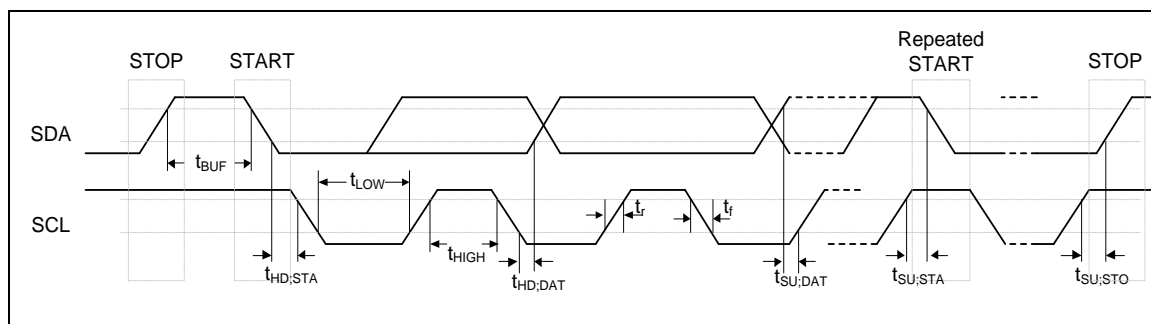 STOP
START
Repeated
START
STOP
SDA
tBUF
tLOW
SCL
tr
tf
tHIGH
tHD;STA
tHD;DAT
tSU;DAT
tSU;STA
tSU;STO